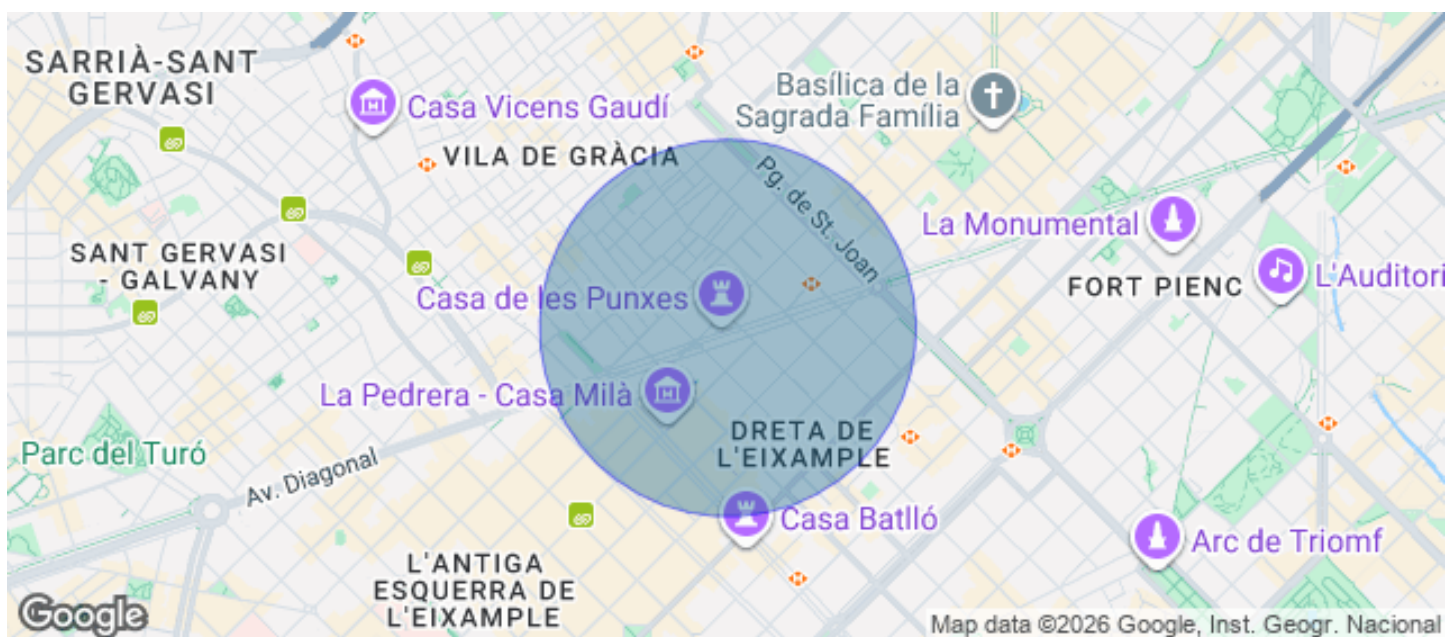 SARRIÀ-SANT
GERVASI
Casa Vicens Gaudí
Basílica de la
Sagrada Família
VILA DE GRÀCIA
Pg. de St. Joan
La Monumental
SANT GERVASI
- GALVANY
FORT PIENC
L'Auditori
Casa de les Punxes
La Pedrera - Casa Milà
DRETA DE
L'EIXAMPLE
Parc del Turó
Av. Diagonal
Casa Batlló
Arc de Triomf
L'ANTIGA
ESQUERRA DE
L'EIXAMPLE
Google
Map data ©2026 Google, Inst. Geogr. Nacional